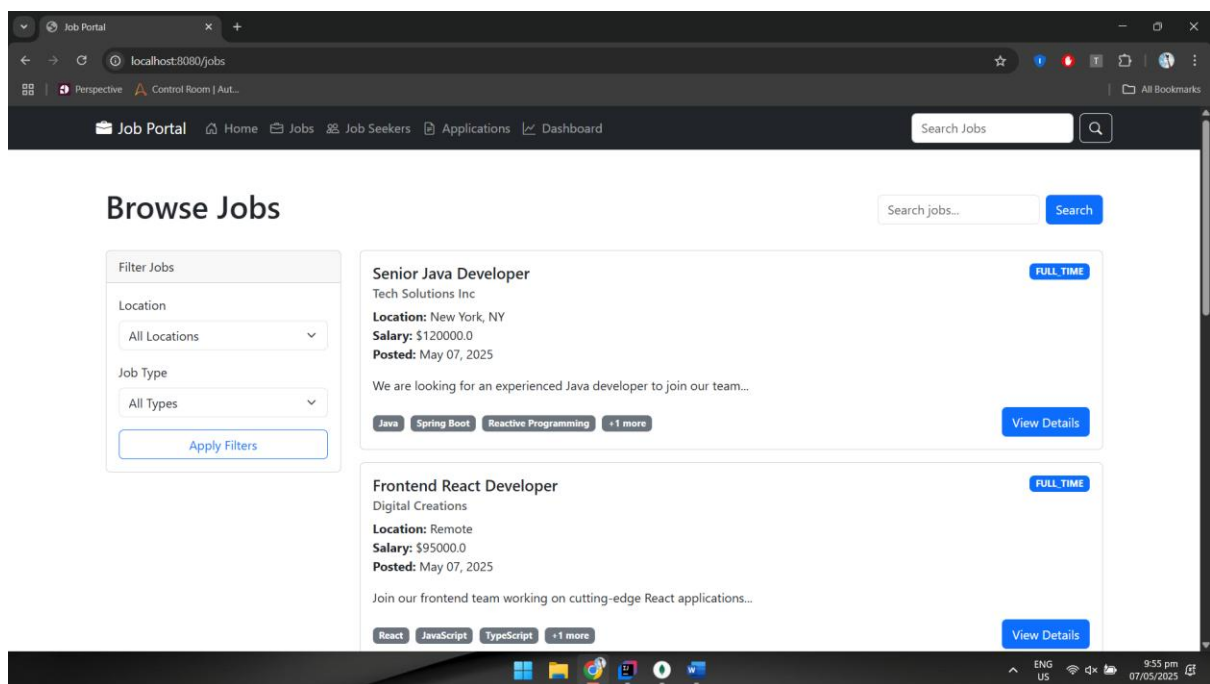 Job Portal
localhost:8080/jobs
Perspective
Control Room | Aut...
All Bookmarks
Job Portal Home Jobs Job Seekers Applications Dashboard
Search Jobs
Browse Jobs
Search jobs...
Search
Filter Jobs
Location
All Locations
Job Type
All Types
Apply Filters
Senior Java Developer
FULL_TIME
Tech Solutions Inc
Location: New York, NY
Salary: $120000.0
Posted: May 07, 2025
We are looking for an experienced Java developer to join our team...
Java Spring Boot Reactive Programming +1 more
View Details
Frontend React Developer
FULL_TIME
Digital Creations
Location: Remote
Salary: $95000.0
Posted: May 07, 2025
Join our frontend team working on cutting-edge React applications...
React JavaScript TypeScript +1 more
View Details
ENG
US
9:55 pm
07/05/2025